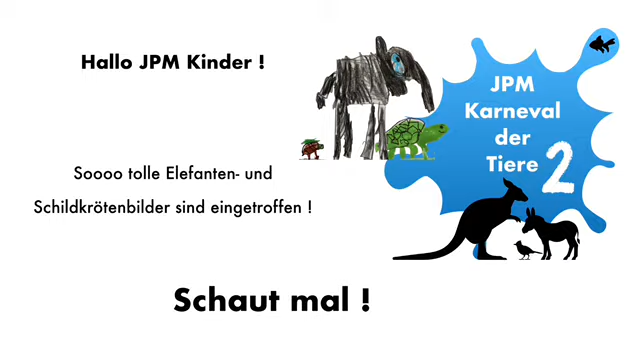 Hallo JPM Kinder !
JPM
Karneval
der
Tiere 2
Soooo tolle Elefanten- und
Schildkrötenbilder sind eingetroffen !
Schaut mal !